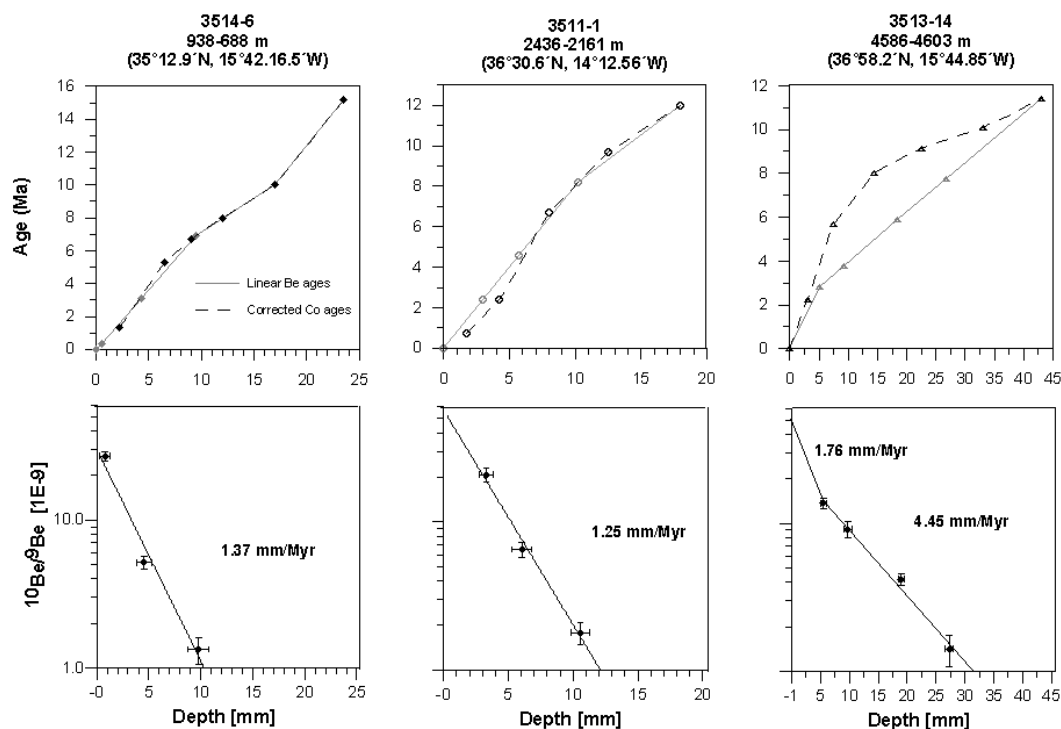 3514-6
938-688 m
(35°12.9´N, 15°42.16.5´W)
3511-1
2436-2161 m
(36°30.6´N, 14°12.56´W)
3513-14
4586-4603 m
(36°58.2´N, 15°44.85´W)
Age (Ma)
16
14
12
10
8
6
4
2
0
0 5 10 15 20 25
Linear Be ages
Corrected Co ages
12
10
8
6
4
2
0
0 5 10 15 20
12
10
8
6
4
2
0
0 5 10 15 20 25 30 35 40 45
10Be/9Be [1E-9]
10.0
1.0
1.37 mm/Myr
-0 5 10 15 20 25
Depth [mm]
1.25 mm/Myr
-0 5 10 15 20
Depth [mm]
1.76 mm/Myr
4.45 mm/Myr
-1 5 10 15 20 25 30 35 40 45
Depth [mm]